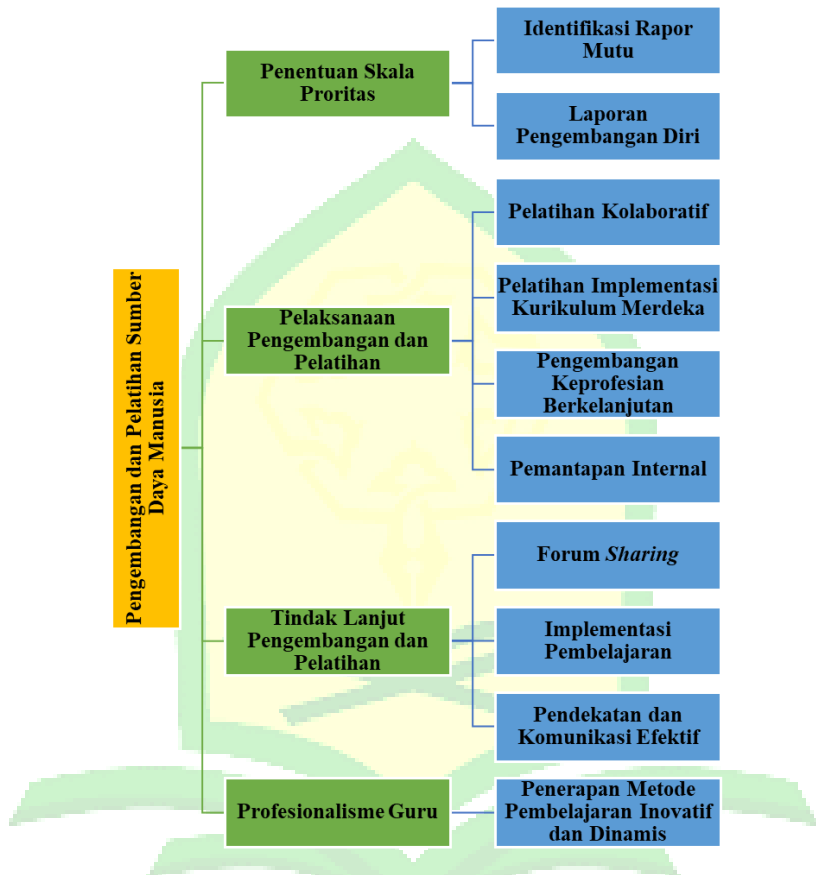 Pengembangan dan Pelatihan Sumber
Daya Manusia
Penentuan Skala
Proritas
Identifikasi Rapor
Mutu
Laporan
Pengembangan Diri
Pelaksanaan
Pengembangan dan
Pelatihan
Pelatihan Kolaboratif
Pelatihan Implementasi
Kurikulum Merdeka
Pengembangan
Keprofesian
Berkelanjutan
Pemantapan Internal
Tindak Lanjut
Pengembangan dan
Pelatihan
Forum Sharing
Implementasi
Pembelajaran
Pendekatan dan
Komunikasi Efektif
Profesionalisme Guru
Penerapan Metode
Pembelajaran Inovatif
dan Dinamis